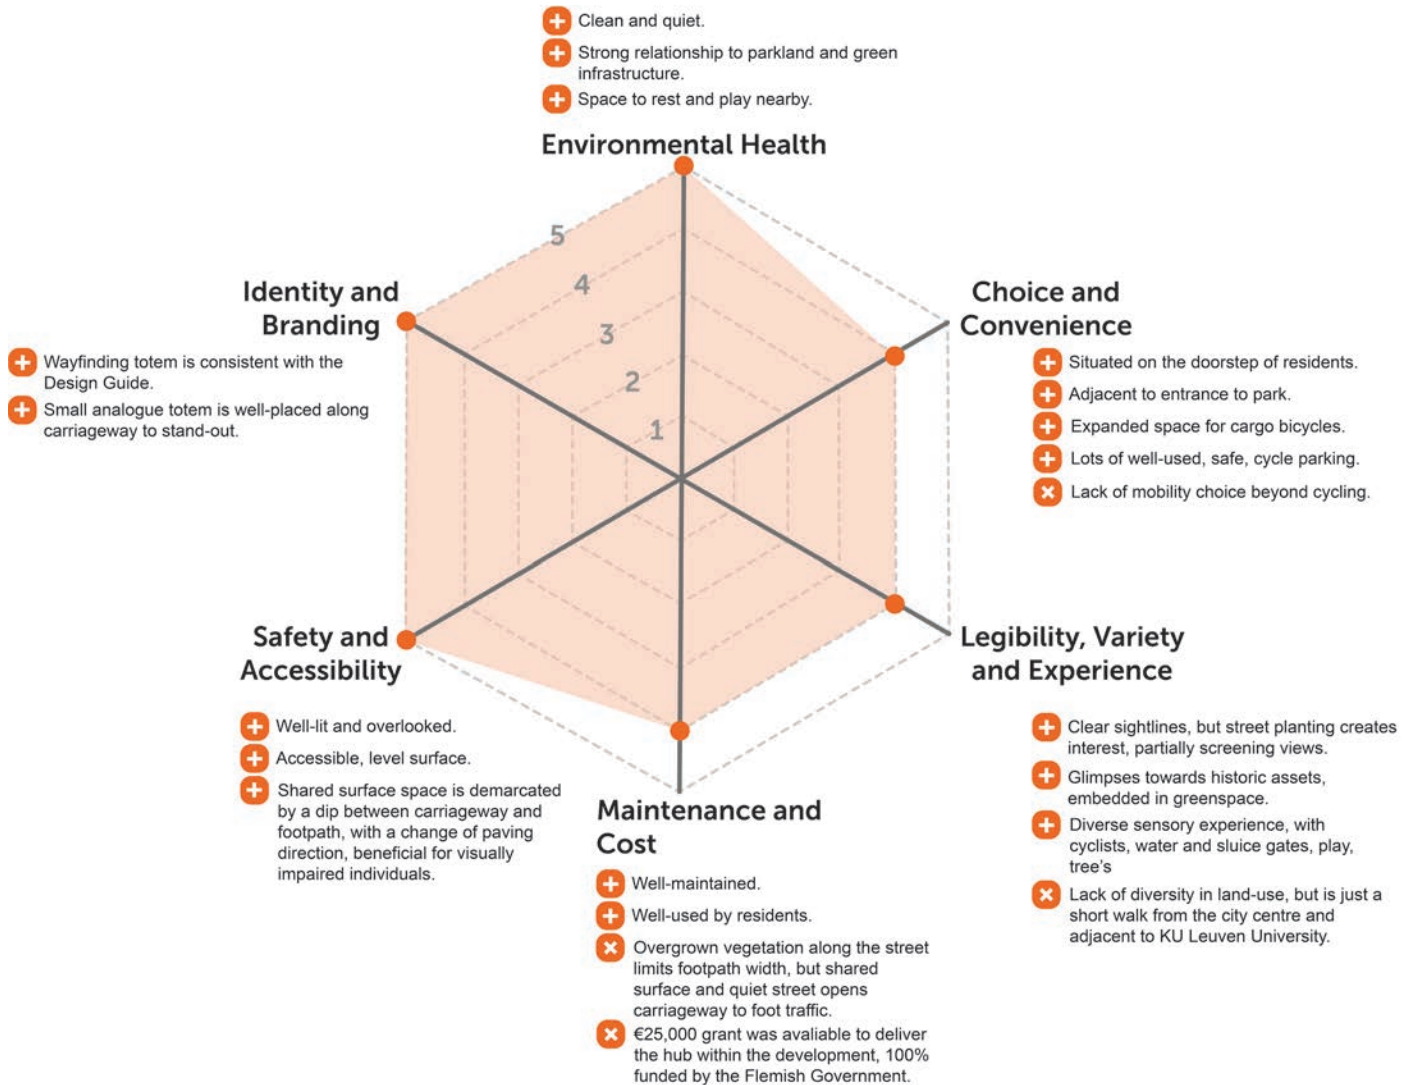 Clean and quiet.
Strong relationship to parkland and green
infrastructure.
Space to rest and play nearby.
Environmental Health
5
4
3
2
1
Identity and
Branding
Wayfinding totem is consistent with the
Design Guide.
Small analogue totem is well-placed along
carriageway to stand-out.
Choice and
Convenience
Situated on the doorstep of residents.
Adjacent to entrance to park.
Expanded space for cargo bicycles.
Lots of well-used, safe, cycle parking.
Lack of mobility choice beyond cycling.
Safety and
Accessibility
Well-lit and overlooked.
Accessible, level surface.
Shared surface space is demarcated
by a dip between carriageway and
footpath, with a change of paving
direction, beneficial for visually
impaired individuals.
Legibility, Variety
and Experience
Clear sightlines, but street planting creates
interest, partially screening views.
Glimpses towards historic assets,
embedded in greenspace.
Diverse sensory experience, with
cyclists, water and sluice gates, play,
tree's
Lack of diversity in land-use, but is just a
short walk from the city centre and
adjacent to KU Leuven University.
Maintenance and
Cost
Well-maintained.
Well-used by residents.
Overgrown vegetation along the street
limits footpath width, but shared
surface and quiet street opens
carriageway to foot traffic.
€25,000 grant was avaliable to deliver
the hub within the development, 100%
funded by the Flemish Government.